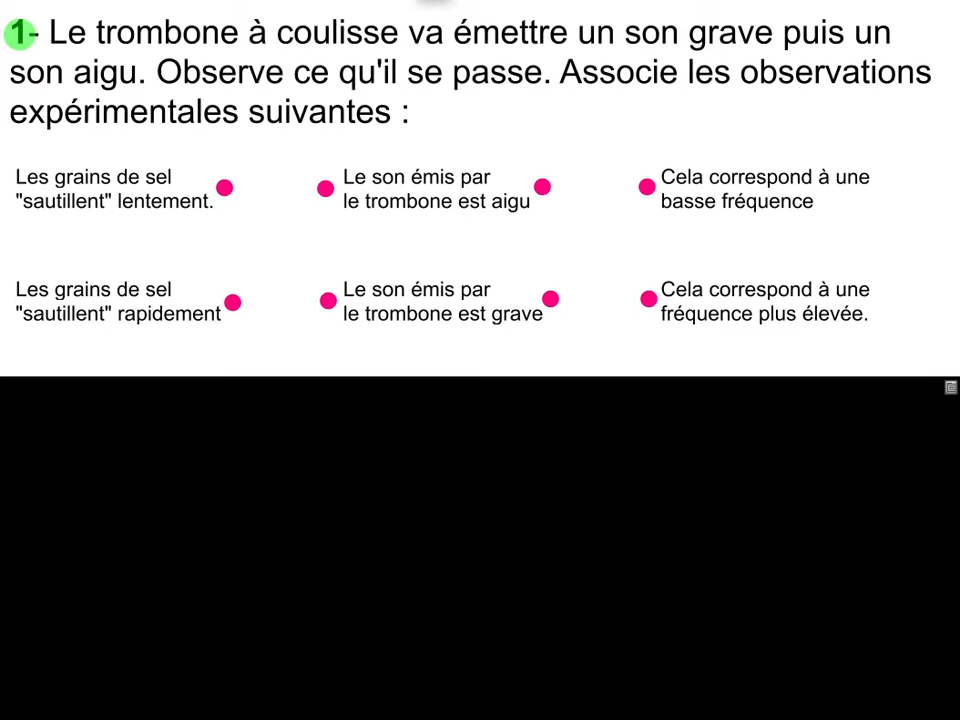 1- Le trombone à coulisse va émettre un son grave puis un
son aigu. Observe ce qu'il se passe. Associe les observations
expérimentales suivantes :
Les grains de sel
"sautillent" lentement.
Le son émis par
le trombone est aigu
Cela correspond à une
basse fréquence
Les grains de sel
"sautillent" rapidement
Le son émis par
le trombone est grave
Cela correspond à une
fréquence plus élevée.